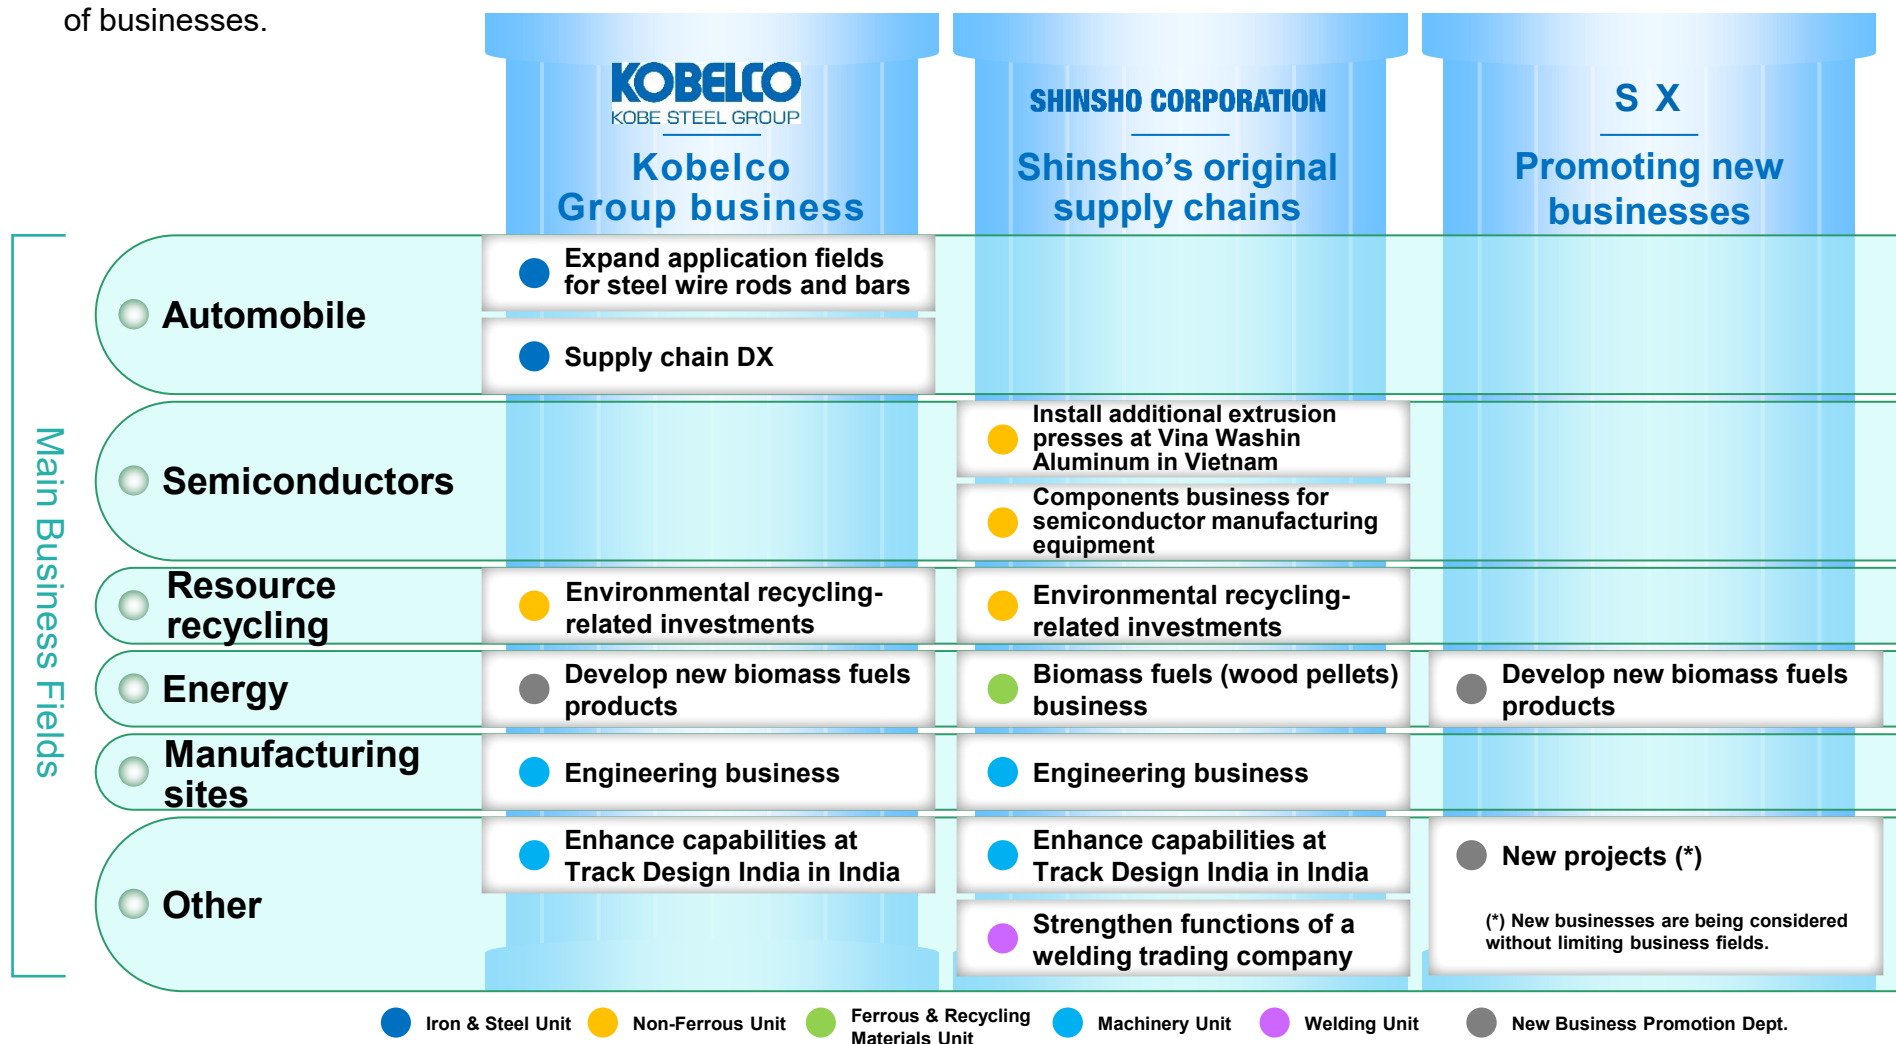 of businesses.
KOBELCO
KOBE STEEL GROUP
Kobelco
Group business
SHINSHO CORPORATION
Shinsho's original
supply chains
S X
Promoting new
businesses
Main Business Fields
Automobile
Expand application fields
for steel wire rods and bars
Supply chain DX
Semiconductors
Install additional extrusion
presses at Vina Washin
Aluminum in Vietnam
Components business for
semiconductor manufacturing
equipment
Resource
recycling
Environmental recycling-
related investments
Environmental recycling-
related investments
Energy
Develop new biomass fuels
products
Biomass fuels (wood pellets)
business
Develop new biomass fuels
products
Manufacturing
sites
Engineering business
Engineering business
Other
Enhance capabilities at
Track Design India in India
Enhance capabilities at
Track Design India in India
Strengthen functions of a
welding trading company
New projects (*)
(*) New businesses are being considered
without limiting business fields.
Iron & Steel Unit
Non-Ferrous Unit
Ferrous & Recycling
Materials Unit
Machinery Unit
Welding Unit
New Business Promotion Dept.